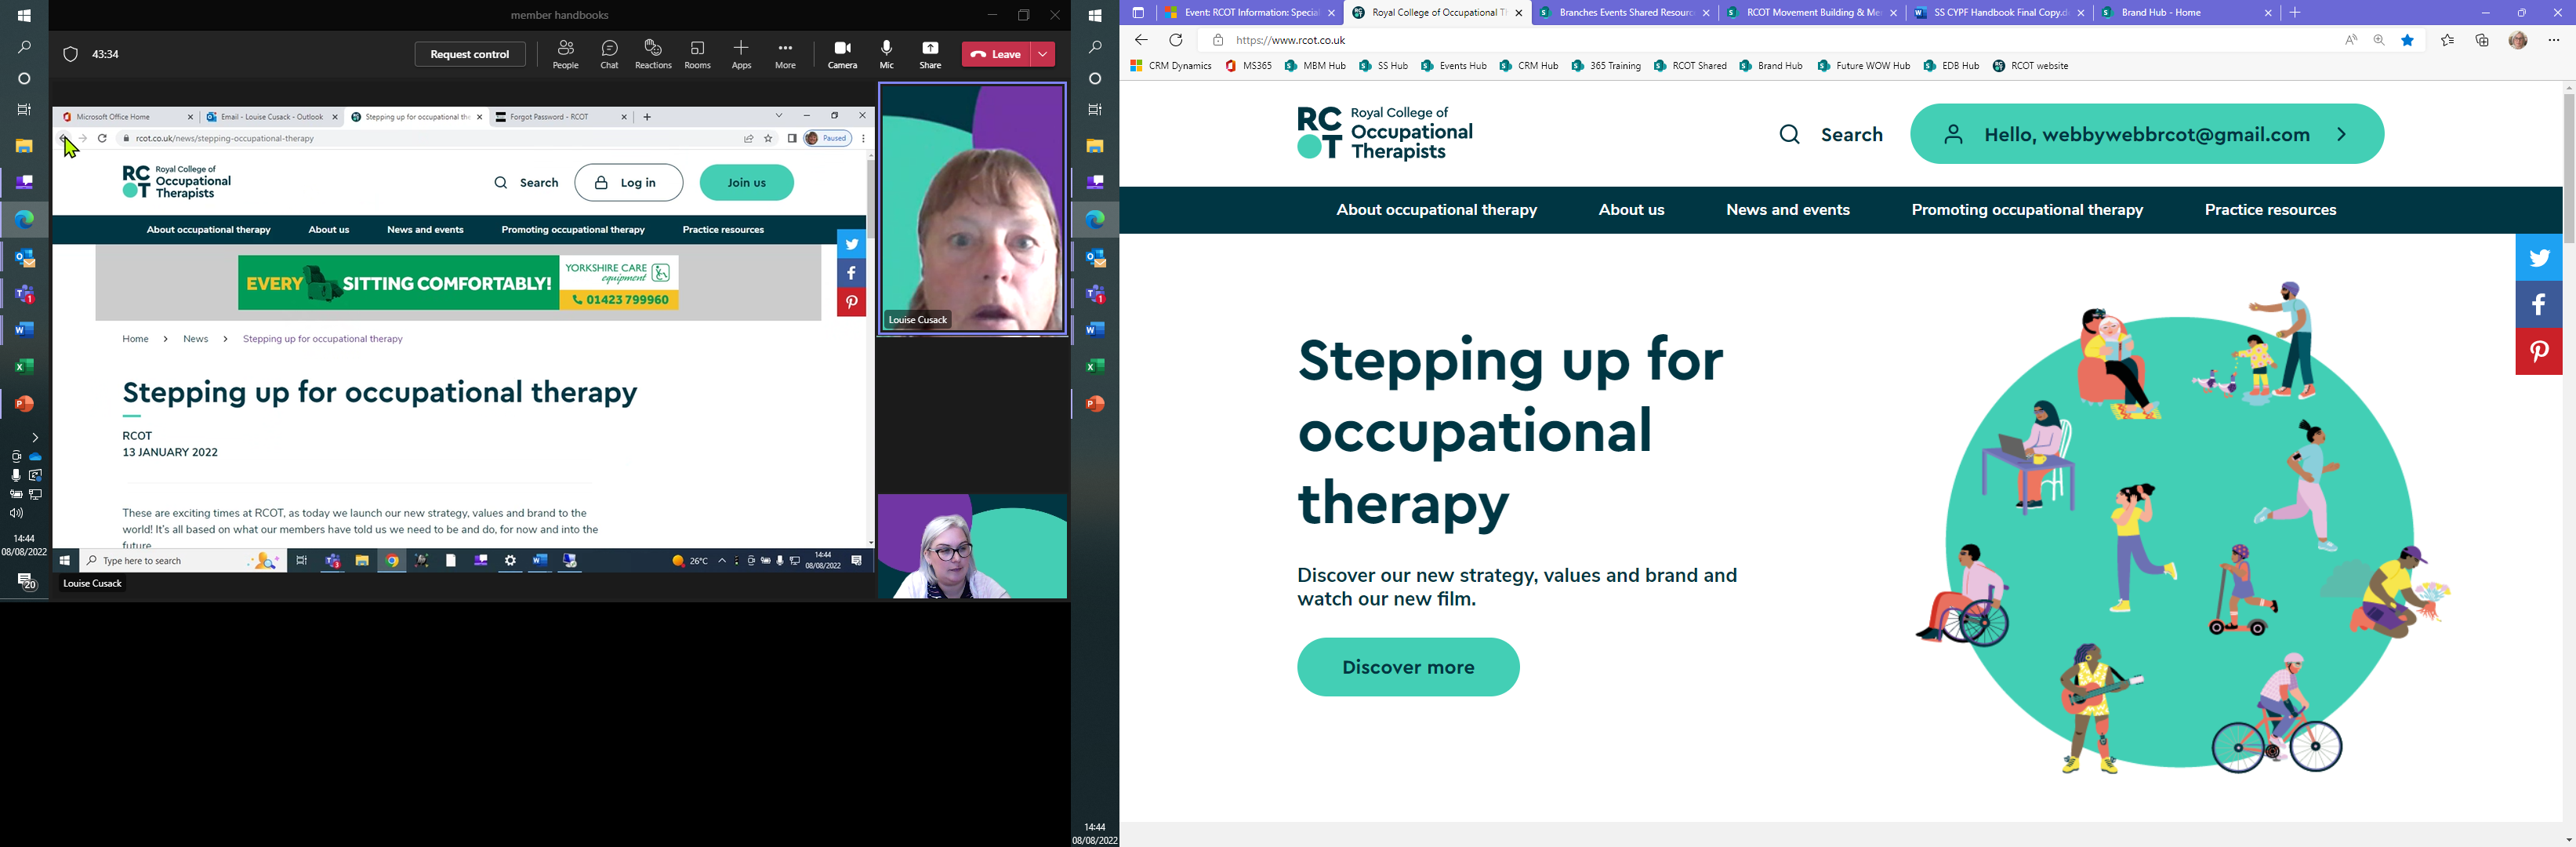 member handbooks
43:34
Request control
People
Chat
Reactions
Rooms
Apps
More
Camera
Mic
Share
Leave
Microsoft Office Home
Email - Louise Cusack - Outlook
Stepping up for occupational the
Forgot Password - RCOT
rcot.co.uk/news/stepping-occupational-therapy
Paused
RCOT
Royal College of
Occupational
Therapists
Search
Log in
Join us
About occupational therapy
About us
News and events
Promoting occupational therapy
Practice resources
EVERY SITTING COMFORTABLY!
YORKSHIRE CARE
equipment
01423 799960
Home > News > Stepping up for occupational therapy
Stepping up for occupational therapy
RCOT
13 JANUARY 2022
These are exciting times at RCOT, as today we launch our new strategy, values and brand to the
world! It's all based on what our members have told us we need to be and do, for now and into the
future
Type here to search
26°C
14:44
08/08/2022
Louise Cusack
Louise Cusack
14:44
08/08/2022
20
14:44
08/08/2022
Event: RCOT Information: Special
Royal College of Occupational Th
Branches Events Shared Resourc
RCOT Movement Building & Me
SS CYPF Handbook Final Copy.d
Brand Hub - Home
https://www.rcot.co.uk
CRM Dynamics
MS365
MBM Hub
SS Hub
Events Hub
CRM Hub
365 Training
RCOT Shared
Brand Hub
Future WOW Hub
EDB Hub
RCOT website
RCOT
Royal College of
Occupational
Therapists
Search
Hello, webbywebbrcot@gmail.com
About occupational therapy
About us
News and events
Promoting occupational therapy
Practice resources
Stepping up for
occupational
therapy
Discover our new strategy, values and brand and
watch our new film.
Discover more